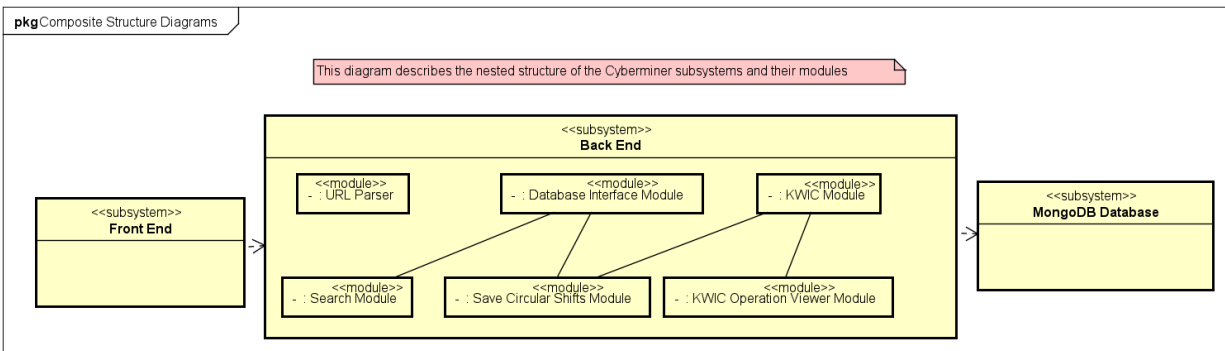 pkg Composite Structure Diagrams
This diagram describes the nested structure of the Cyberminer subsystems and their modules
<<subsystem>>
Back End
<<module>>
- : URL Parser
<<module>>
- : Database Interface Module
<<module>>
- : KWIC Module
<<subsystem>>
Front End
<<subsystem>>
MongoDB Database
<<module>>
- : Search Module
<<module>>
- : Save Circular Shifts Module
<<module>>
- : KWIC Operation Viewer Module